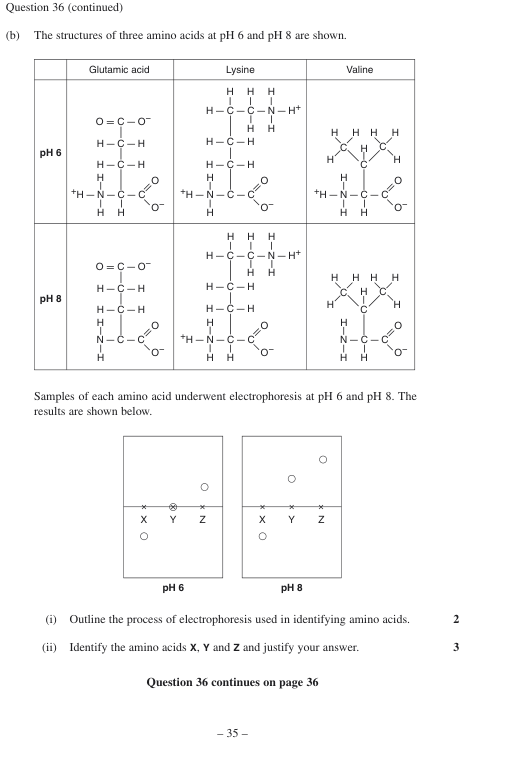 Question 36 (continued)
(b) The structures of three amino acids at pH 6 and pH 8 are shown.
Glutamic acid Lysine Valine
pH 6
O = C – O⁻
H – C – H
H – C – H
H
⁺H – N – C – C
O
O⁻
H H
H H H
H – C – C – N – H⁺
H H
H – C – H
H – C – H
H
⁺H – N – C – C
O
O⁻
H
H H H H
C H C
H C H
H
⁺H – N – C – C
O
O⁻
H H
pH 8
O = C – O⁻
H – C – H
H – C – H
H
N – C – C
O
O⁻
H
H H H
H – C – C – N – H⁺
H H
H – C – H
H – C – H
H
⁺H – N – C – C
O
O⁻
H H
H H H H
C H C
H C H
H
N – C – C
O
O⁻
H H
Samples of each amino acid underwent electrophoresis at pH 6 and pH 8. The
results are shown below.
X Y Z
X Y Z
pH 6 pH 8
(i) Outline the process of electrophoresis used in identifying amino acids. 2
(ii) Identify the amino acids X, Y and Z and justify your answer. 3
Question 36 continues on page 36
– 35 –